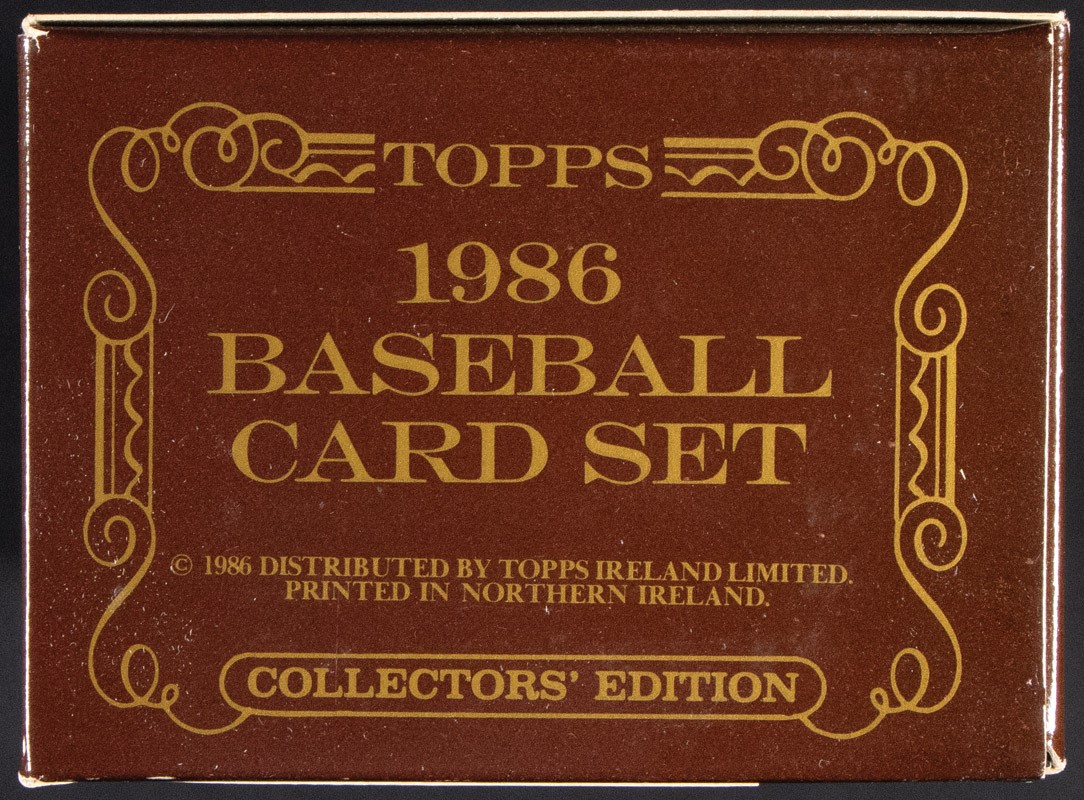 TOPPS
1986
BASEBALL
CARD SET
© 1986 DISTRIBUTED BY TOPPS IRELAND LIMITED.
PRINTED IN NORTHERN IRELAND.
COLLECTORS' EDITION